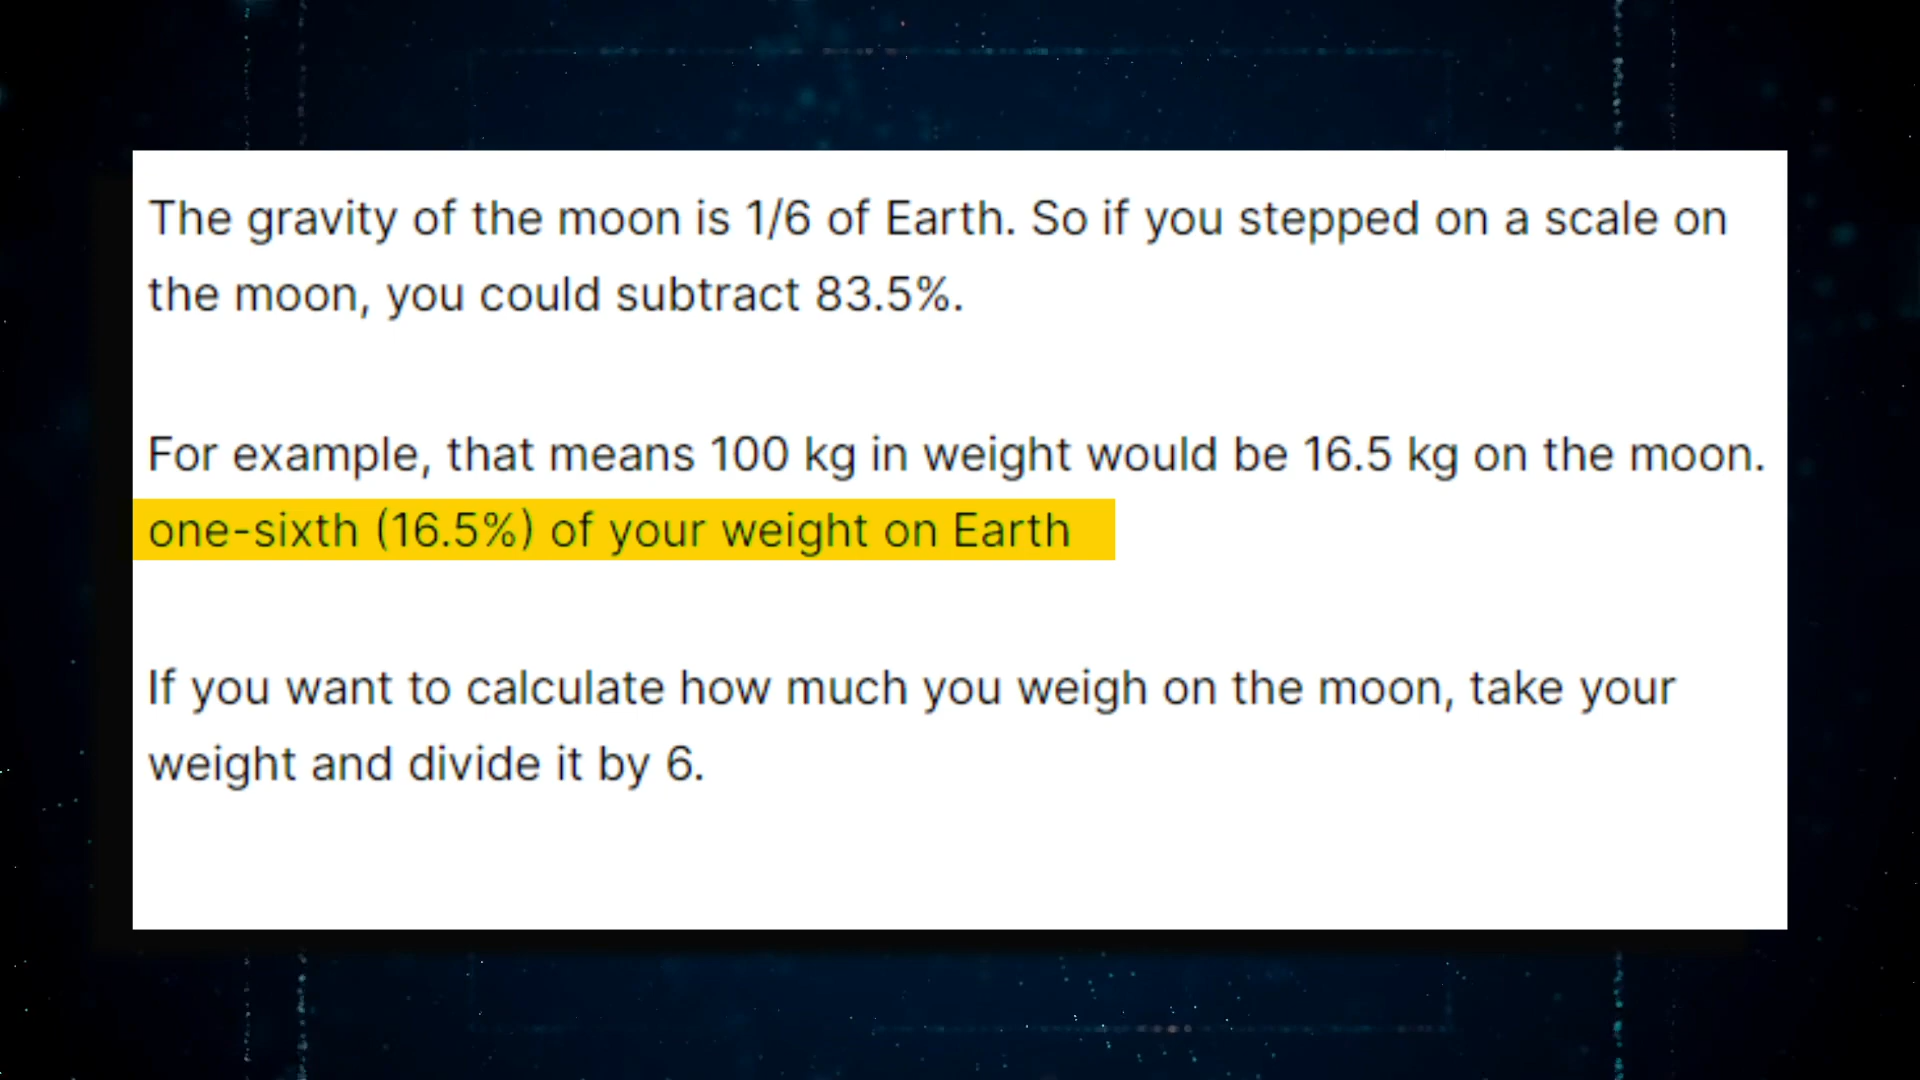 The gravity of the moon is 1/6 of Earth. So if you stepped on a scale on
the moon, you could subtract 83.5%.
For example, that means 100 kg in weight would be 16.5 kg on the moon.
one-sixth (16.5%) of your weight on Earth
If you want to calculate how much you weigh on the moon, take your
weight and divide it by 6.